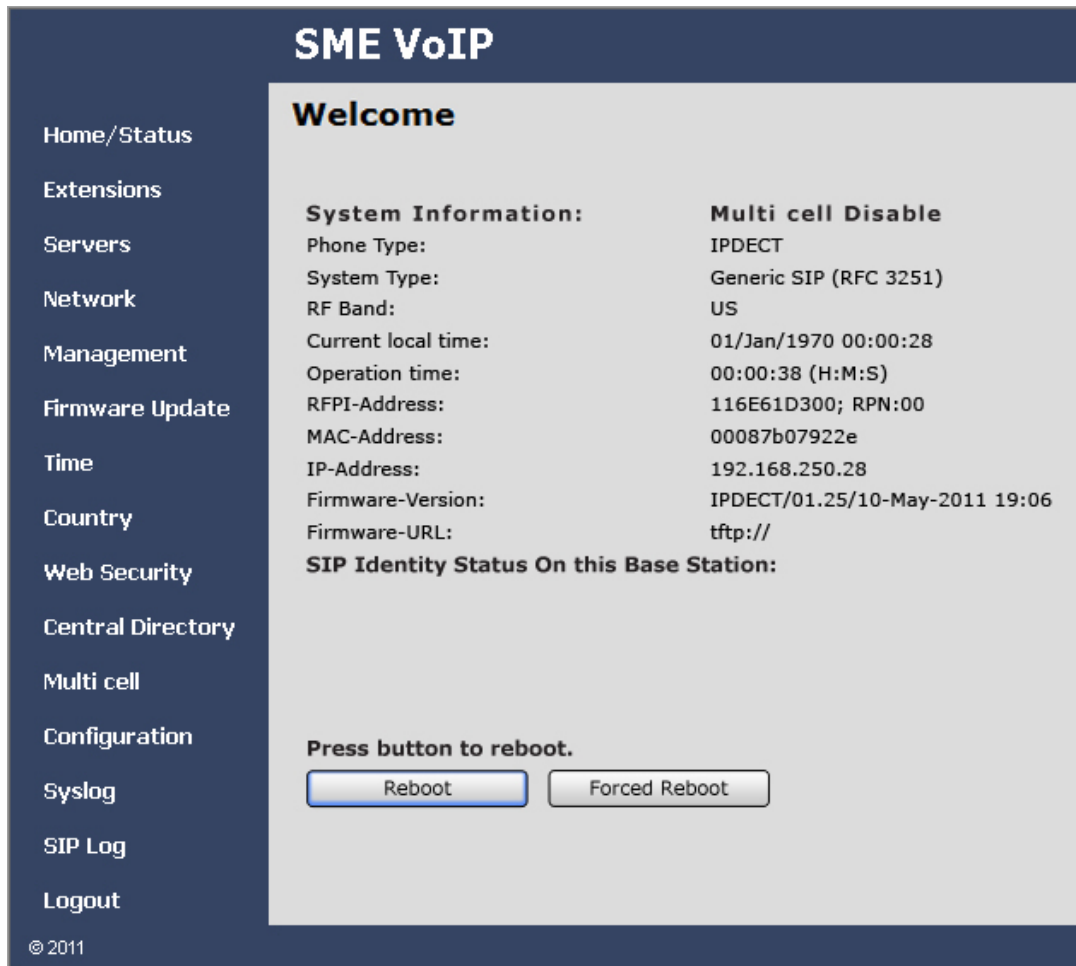 SME VoIP
Home/Status
Extensions
Servers
Network
Management
Firmware Update
Time
Country
Web Security
Central Directory
Multi cell
Configuration
Syslog
SIP Log
Logout
Welcome
System Information: Multi cell Disable
Phone Type: IPDECT
System Type: Generic SIP (RFC 3251)
RF Band: US
Current local time: 01/Jan/1970 00:00:28
Operation time: 00:00:38 (H:M:S)
RFPI-Address: 116E61D300; RPN:00
MAC-Address: 00087b07922e
IP-Address: 192.168.250.28
Firmware-Version: IPDECT/01.25/10-May-2011 19:06
Firmware-URL: tftp://
SIP Identity Status On this Base Station:
Press button to reboot.
Reboot Forced Reboot
© 2011